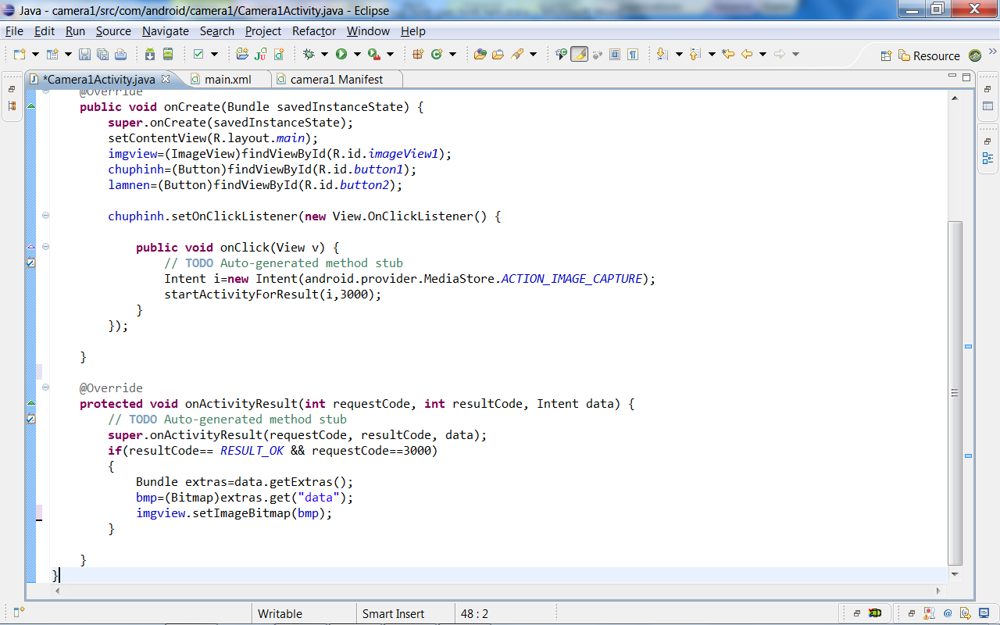 Java - camera1/src/com/android/camera1/Camera1Activity.java - Eclipse
File Edit Run Source Navigate Search Project Refactor Window Help
Resource
*Camera1Activity.java main.xml camera1 Manifest
@Override
public void onCreate(Bundle savedInstanceState) {
super.onCreate(savedInstanceState);
setContentView(R.layout.main);
imgview=(ImageView)findViewById(R.id.imageView1);
chuphinh=(Button)findViewById(R.id.button1);
lamnen=(Button)findViewById(R.id.button2);
chuphinh.setOnClickListener(new View.OnClickListener() {
public void onClick(View v) {
// TODO Auto-generated method stub
Intent i=new Intent(android.provider.MediaStore.ACTION_IMAGE_CAPTURE);
startActivityForResult(i,3000);
}
});
}
@Override
protected void onActivityResult(int requestCode, int resultCode, Intent data) {
// TODO Auto-generated method stub
super.onActivityResult(requestCode, resultCode, data);
if(resultCode== RESULT_OK && requestCode==3000)
{
Bundle extras=data.getExtras();
bmp=(Bitmap)extras.get("data");
imgview.setImageBitmap(bmp);
}
}
}
Writable Smart Insert 48 : 2